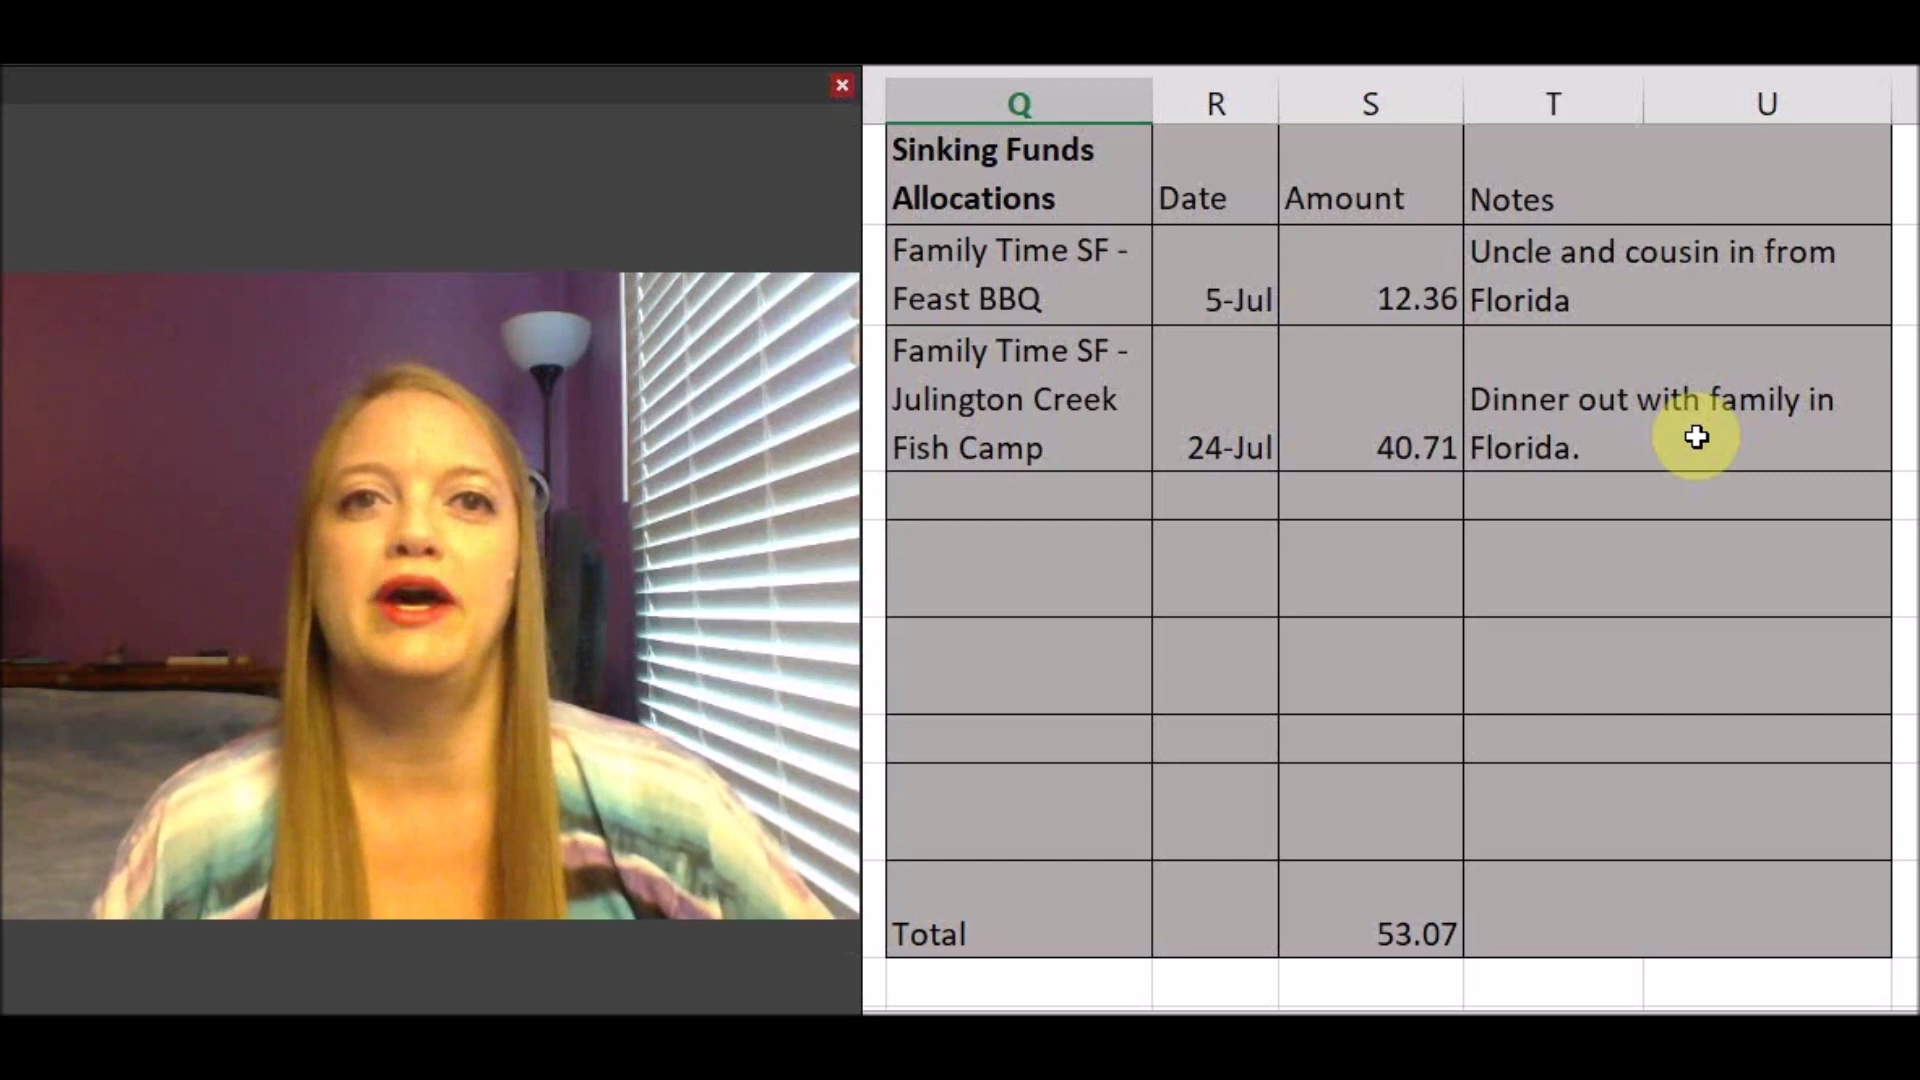 Q R S T U
Sinking Funds
Allocations Date Amount Notes
Family Time SF -
Feast BBQ 5-Jul 12.36 Uncle and cousin in from
Florida
Family Time SF -
Julington Creek
Fish Camp 24-Jul 40.71 Dinner out with family in
Florida.
Total 53.07